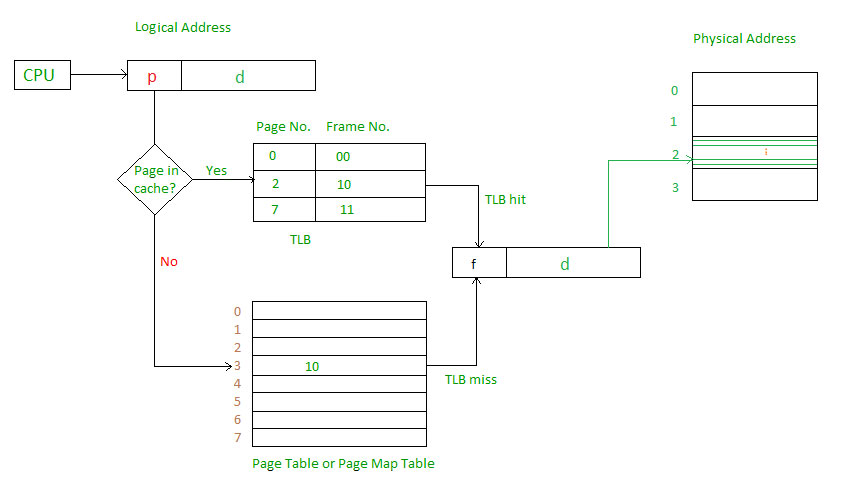 Logical Address
Physical Address
CPU
p d
Page No. Frame No.
Page in
cache?
Yes
0 00
2 10
7 11
TLB
TLB hit
No
f d
0
1
2 i
3
0
1
2
3 10
4
5
6
7
TLB miss
Page Table or Page Map Table